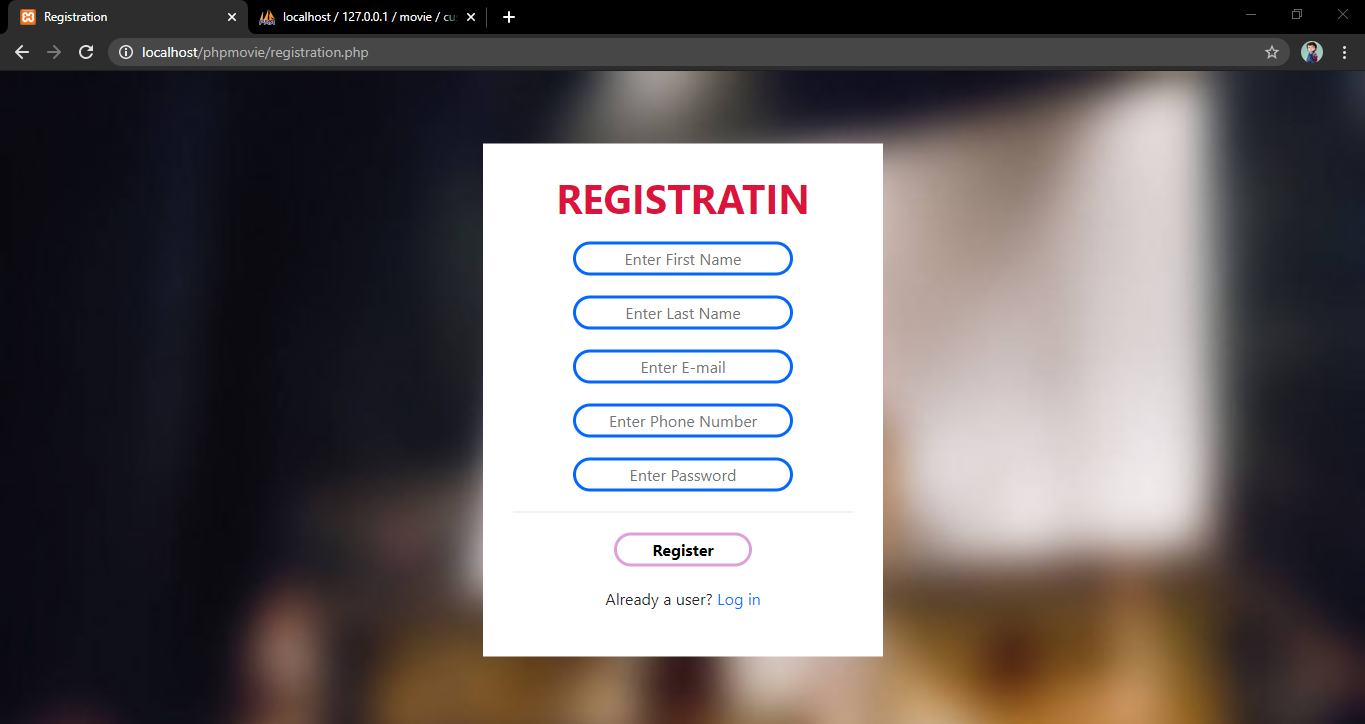 Registration
localhost / 127.0.0.1 / movie / cu
localhost/phpmovie/registration.php
REGISTRATIN
Enter First Name
Enter Last Name
Enter E-mail
Enter Phone Number
Enter Password
Register
Already a user? Log in